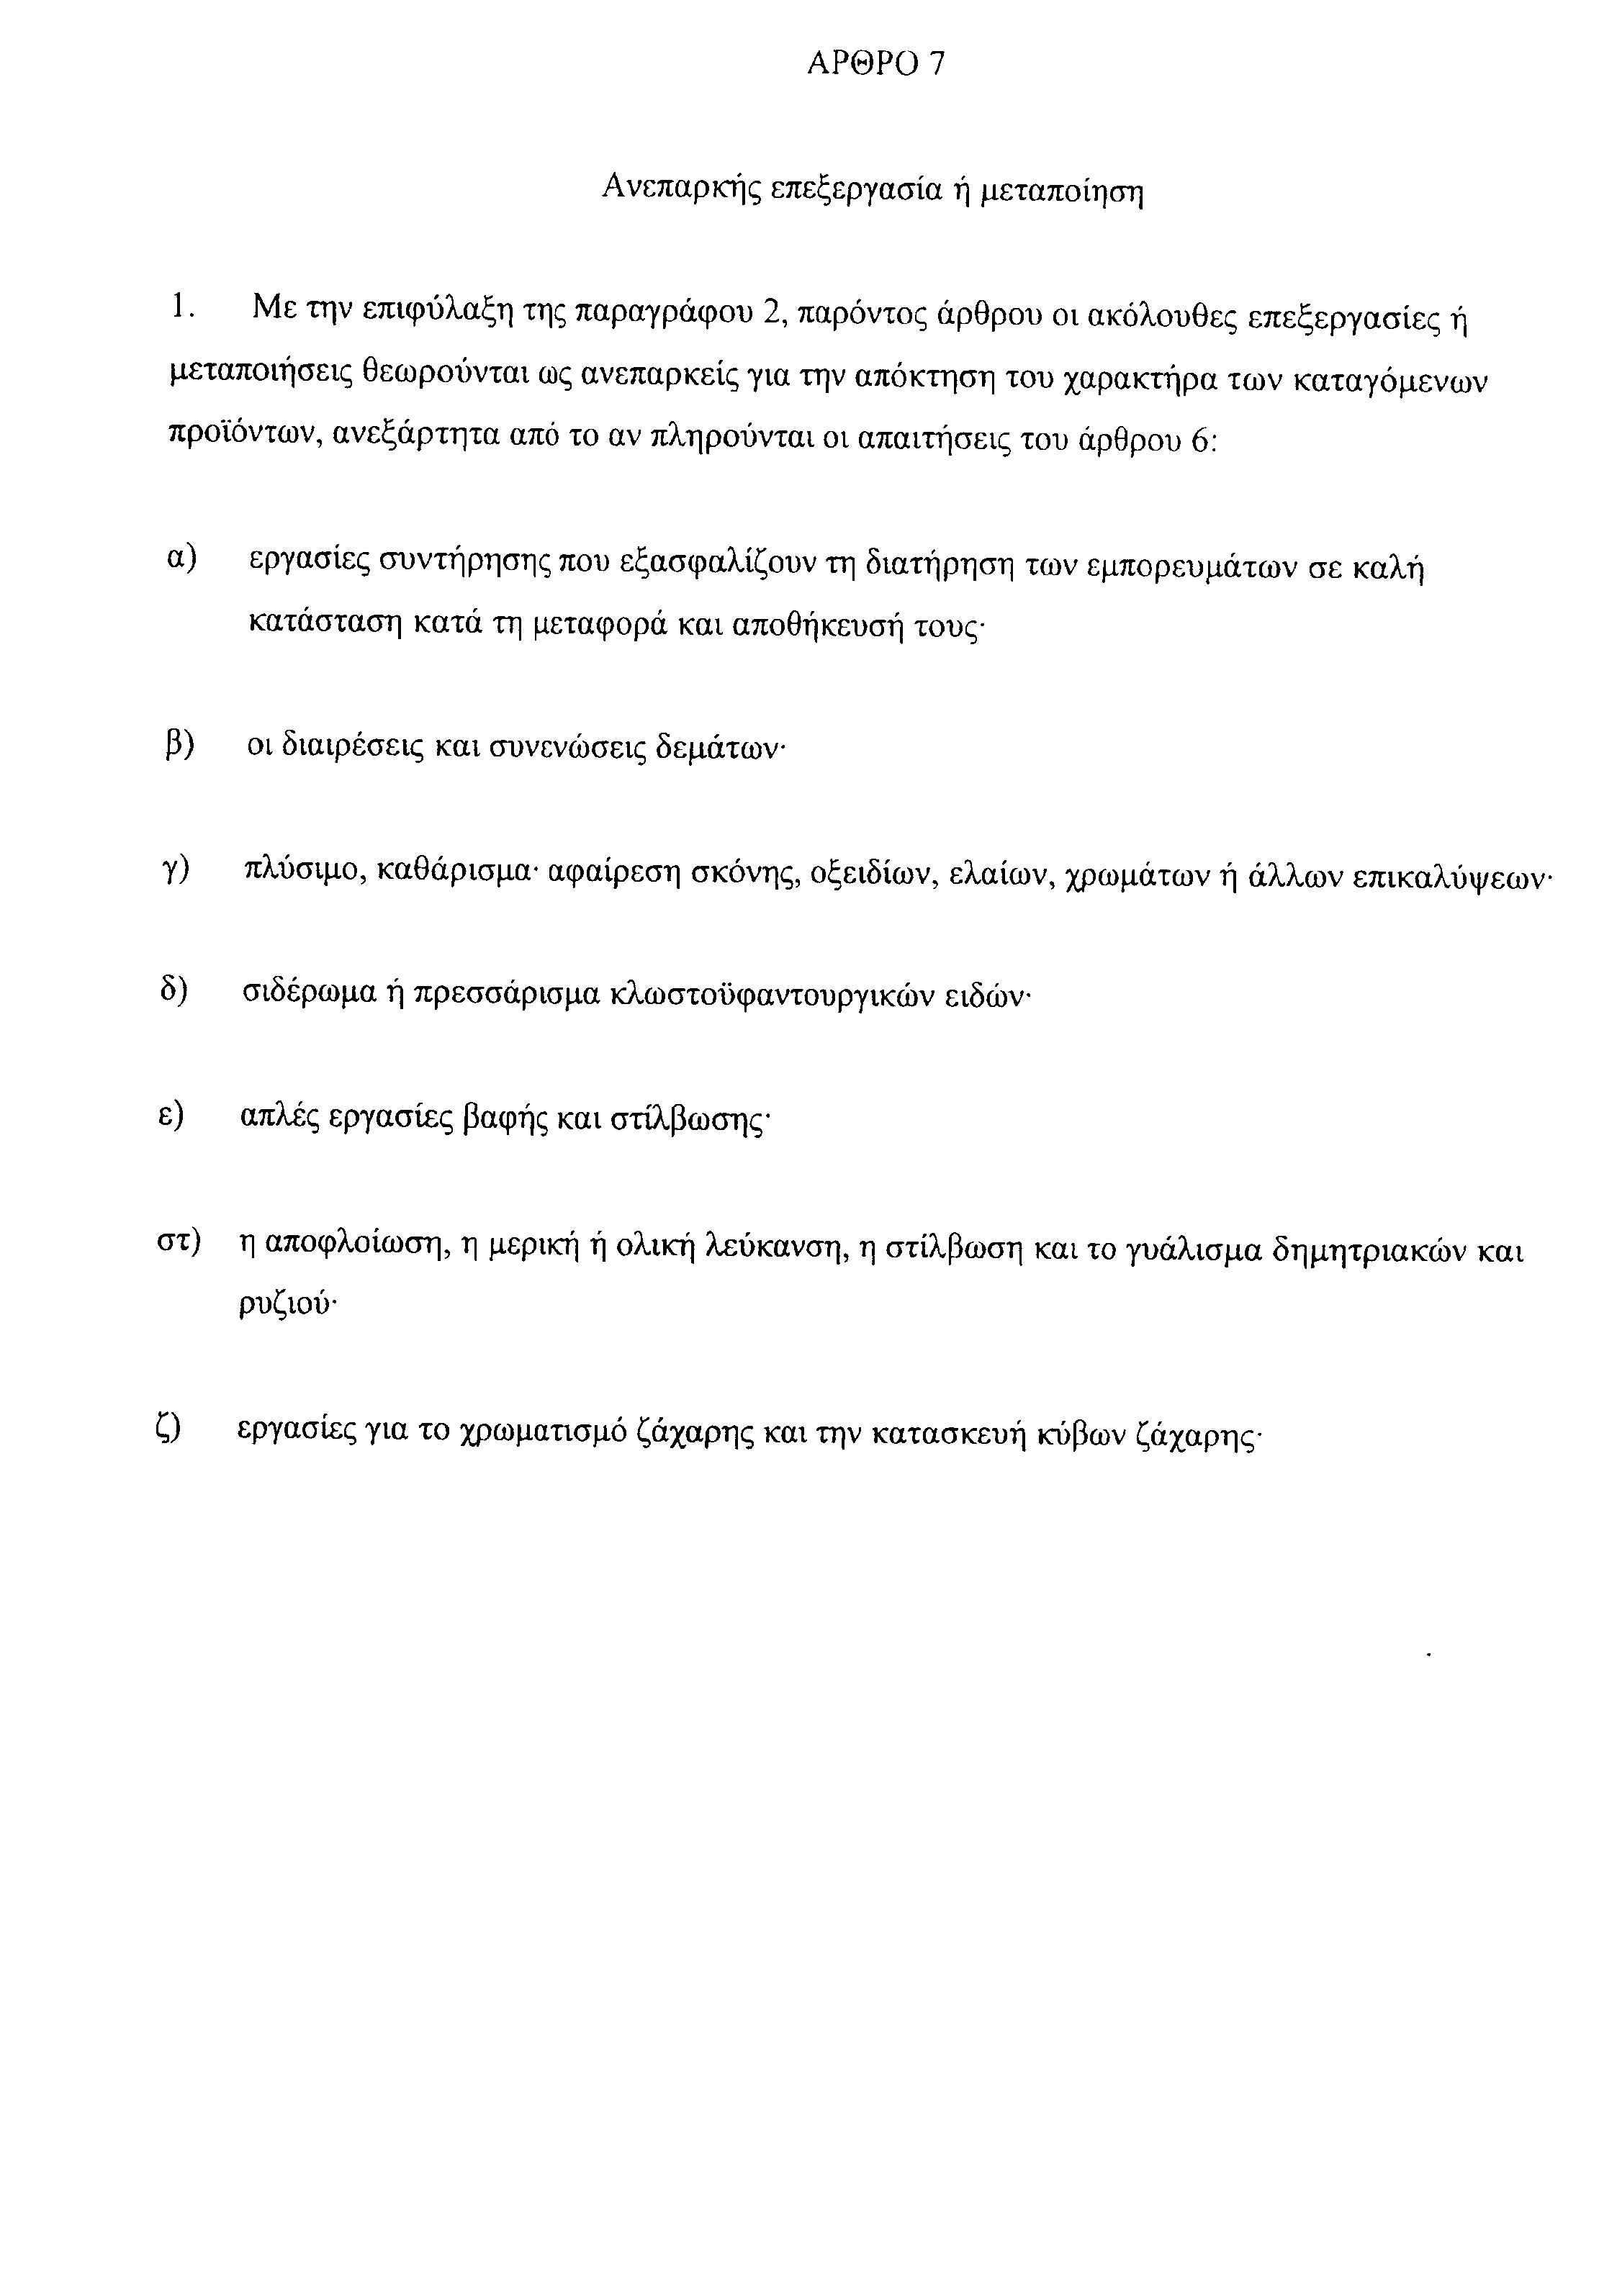 ΑΡΘΡΟ 7
Ανεπαρκής επεξεργασία ή μεταποίηση
1. Με την επιφύλαξη της παραγράφου 2, παρόντος άρθρου οι ακόλουθες επεξεργασίες ή
μεταποιήσεις θεωρούνται ως ανεπαρκείς για την απόκτηση του χαρακτήρα των καταγόμενων
προϊόντων, ανεξάρτητα από το αν πληρούνται οι απαιτήσεις του άρθρου 6:
α) εργασίες συντήρησης που εξασφαλίζουν τη διατήρηση των εμπορευμάτων σε καλή
κατάσταση κατά τη μεταφορά και αποθήκευσή τους·
β) οι διαιρέσεις και συνενώσεις δεμάτων·
γ) πλύσιμο, καθάρισμα· αφαίρεση σκόνης, οξειδίων, ελαίων, χρωμάτων ή άλλων επικαλύψεων·
δ) σιδέρωμα ή πρεσσάρισμα κλωστοϋφαντουργικών ειδών·
ε) απλές εργασίες βαφής και στίλβωσης·
στ) η αποφλοίωση, η μερική ή ολική λεύκανση, η στίλβωση και το γυάλισμα δημητριακών και
ρυζιού·
ζ) εργασίες για το χρωματισμό ζάχαρης και την κατασκευή κύβων ζάχαρης·